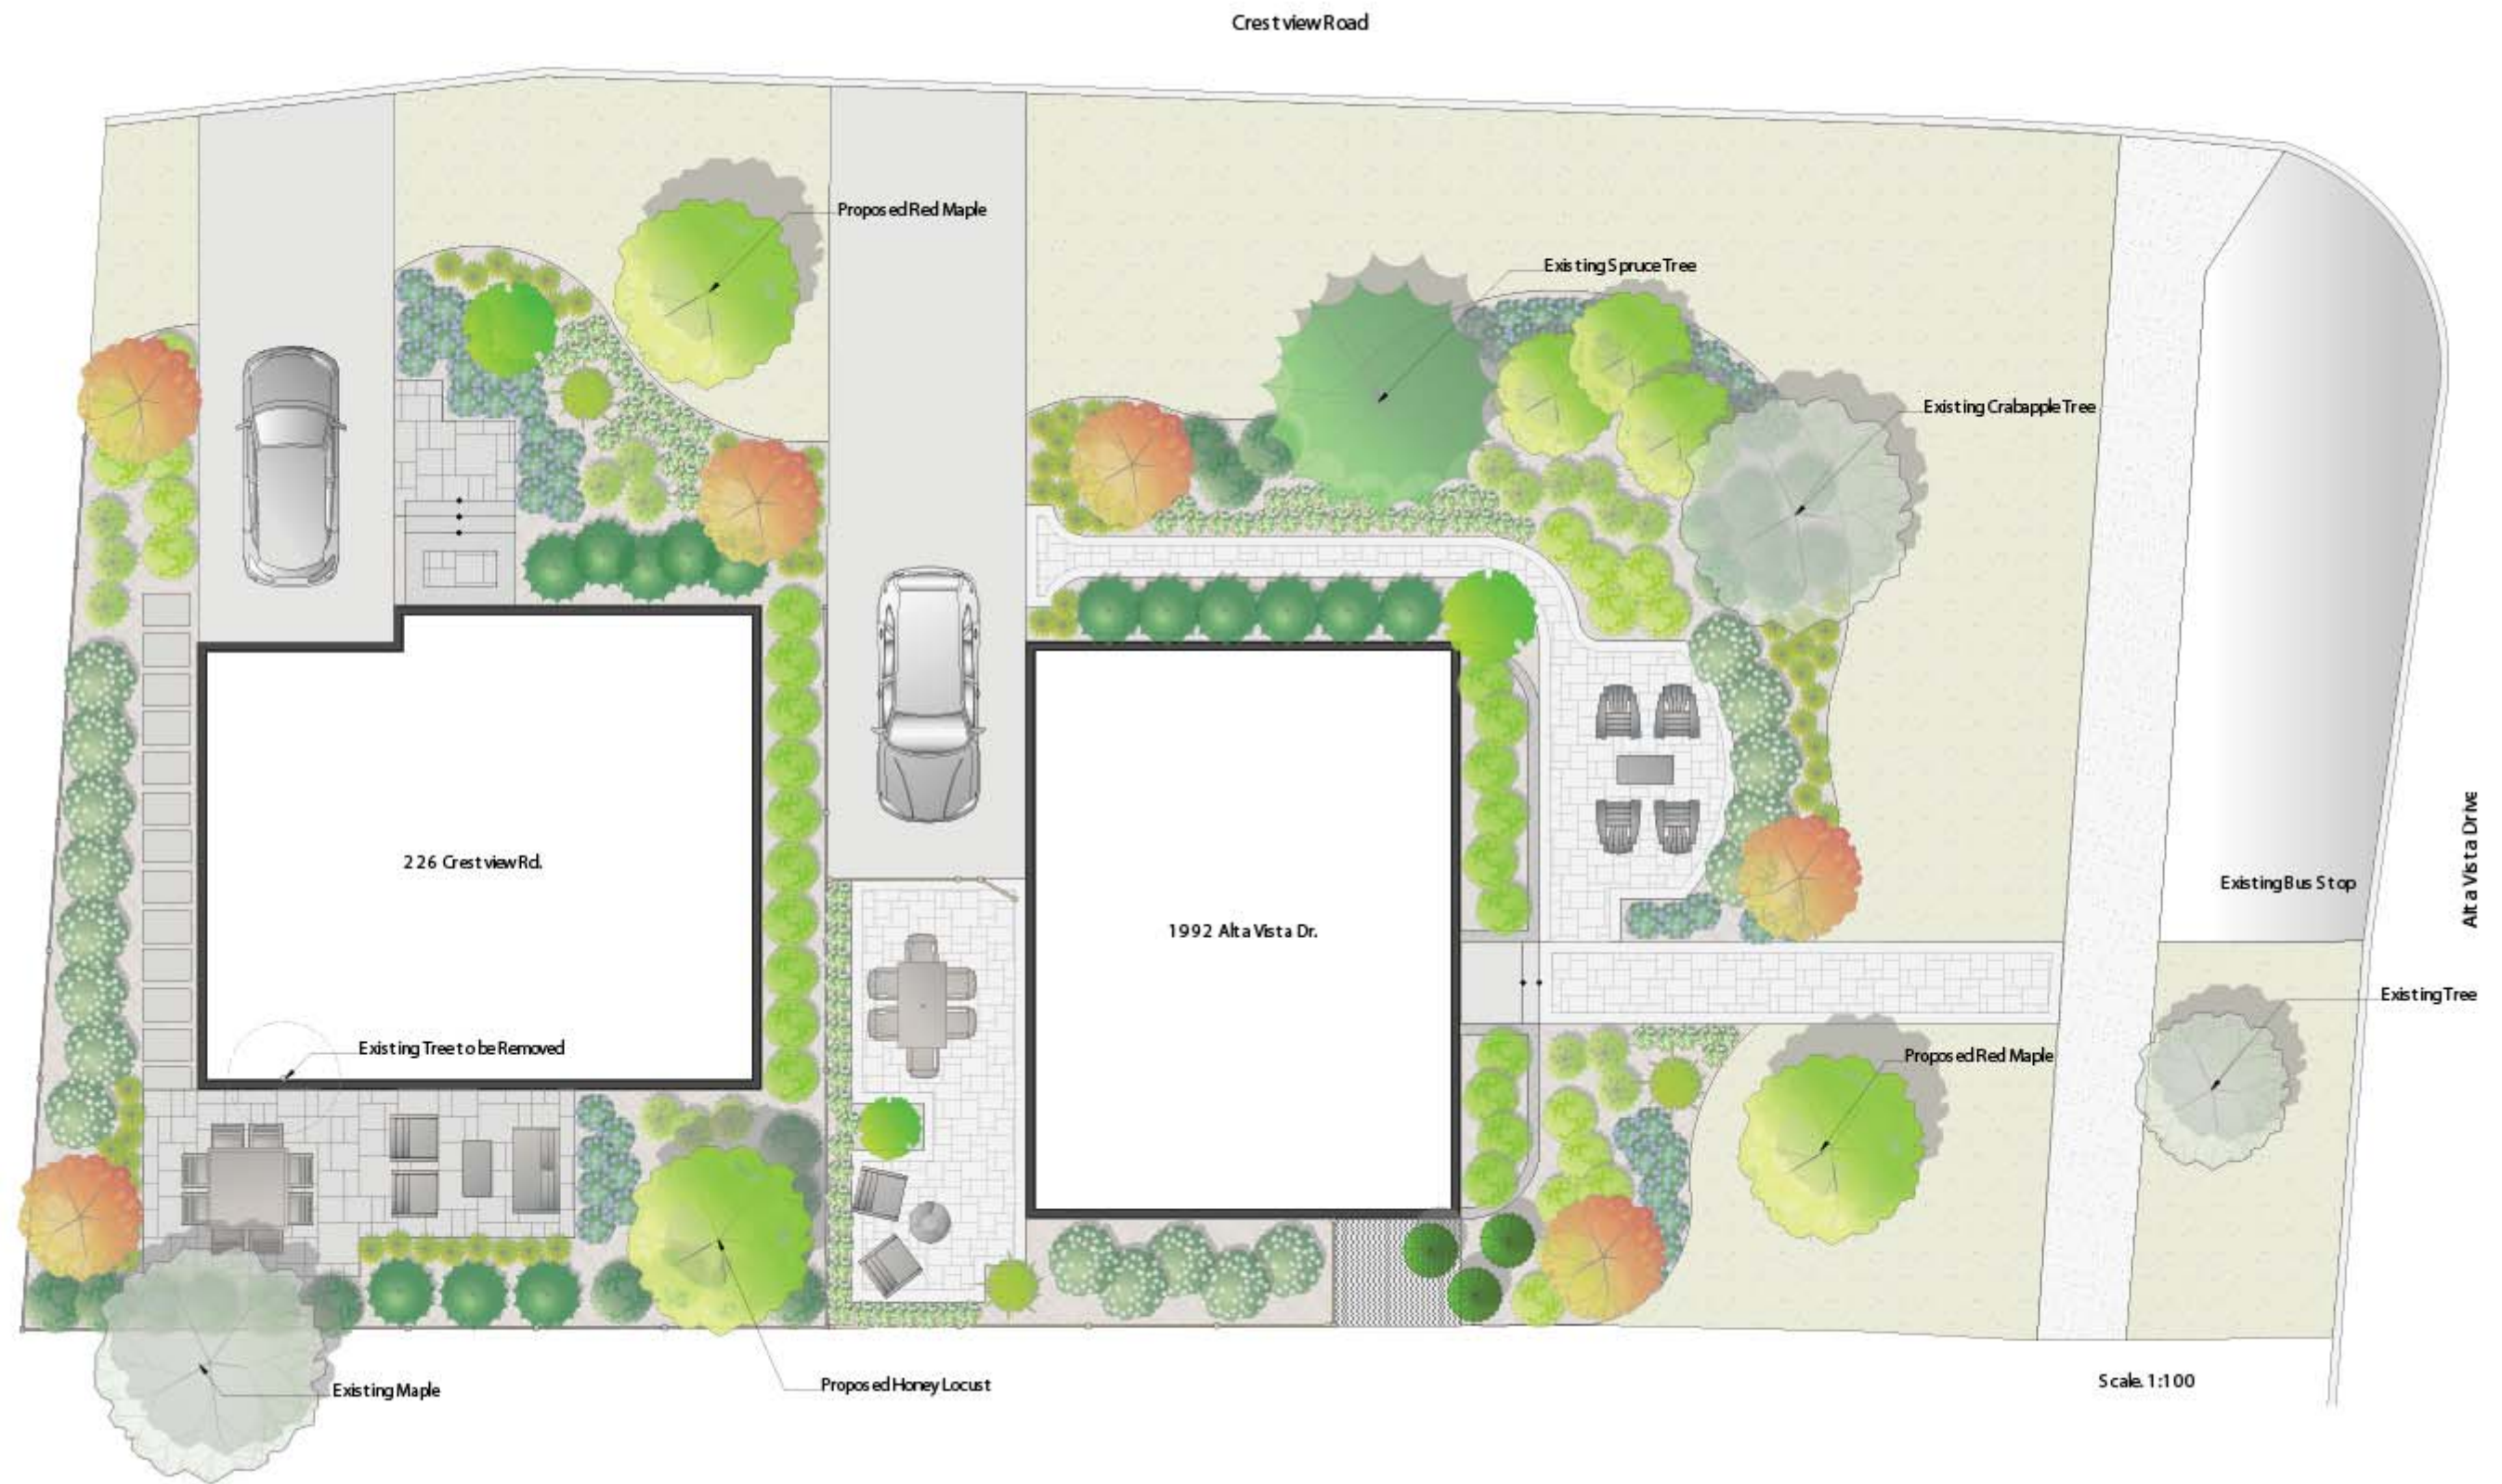 Crestview Road
Proposed Red Maple
Existing Spruce Tree
Existing Crabapple Tree
226 Crestview Rd.
1992 Alta Vista Dr.
Existing Bus Stop
Alta Vista Drive
Existing Tree
Existing Tree to be Removed
Proposed Red Maple
Existing Maple
Proposed Honey Locust
Scale. 1:100